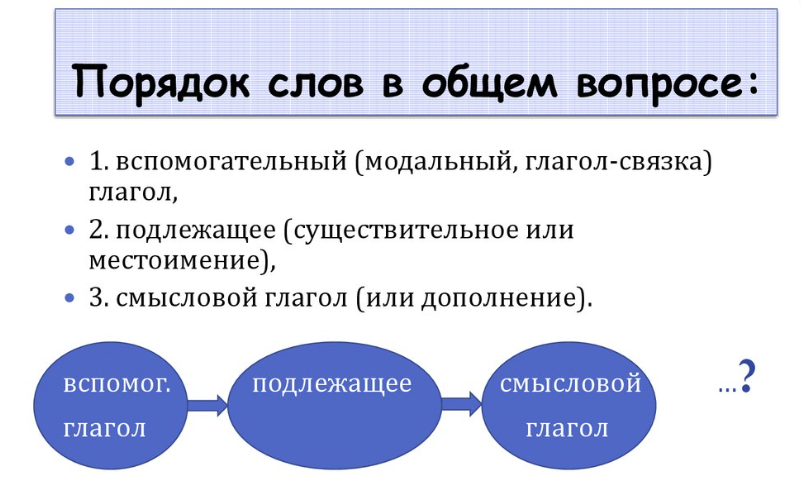 Порядок слов в общем вопросе:
• 1. вспомогательный (модальный, глагол-связка)
глагол,
• 2. подлежащее (существительное или
местоимение),
• 3. смысловой глагол (или дополнение).
вспомог.
глагол
подлежащее
смысловой
глагол
...?